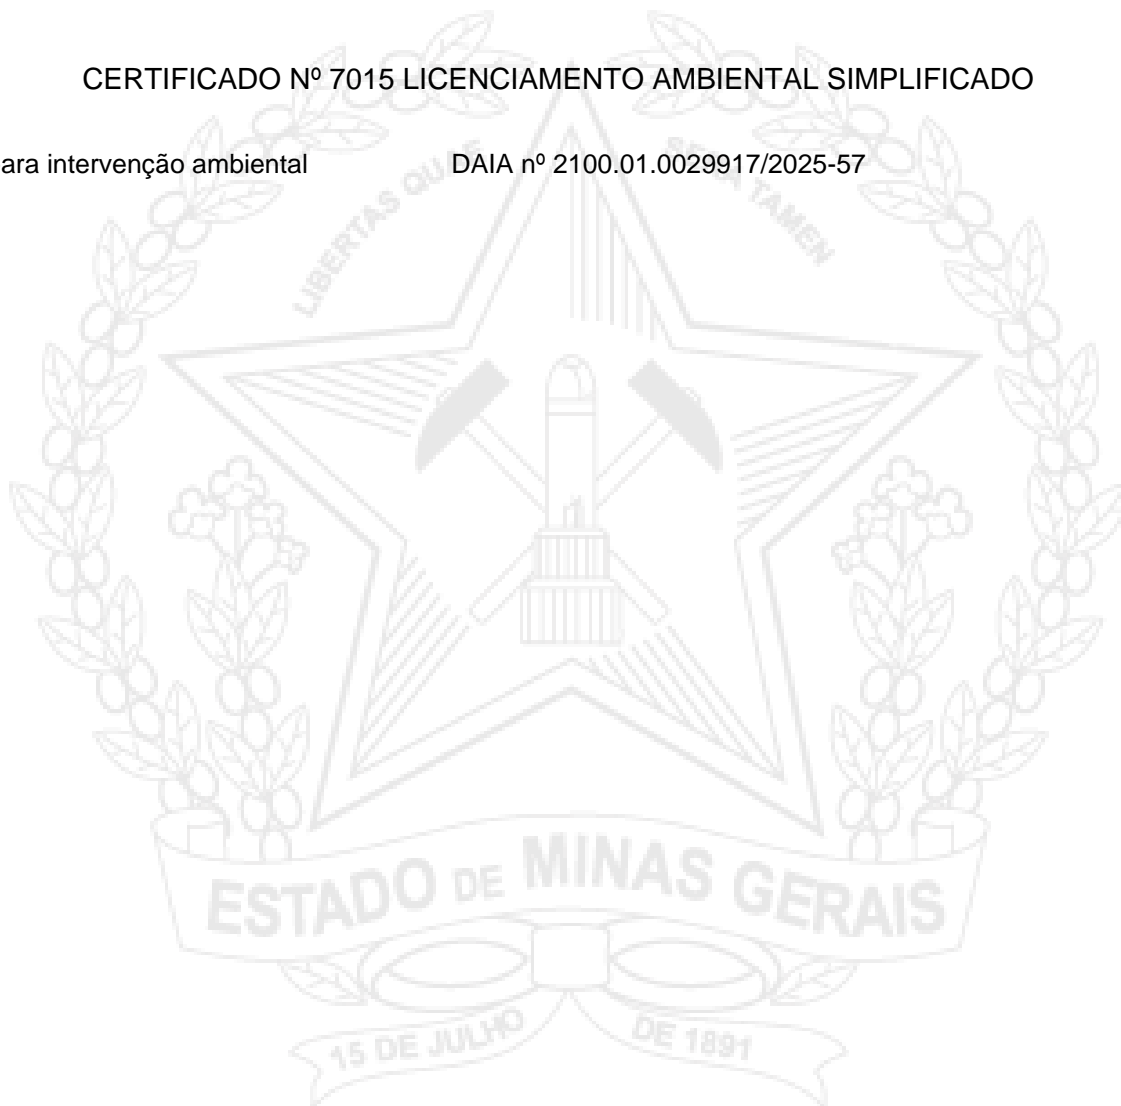 CERTIFICADO Nº 7015 LICENCIAMENTO AMBIENTAL SIMPLIFICADO
ara intervenção ambiental DAIA nº 2100.01.0029917/2025-57
LIBERTAS QUÆ SERA TAMEN
ESTADO DE MINAS GERAIS
15 DE JULHO DE 1891